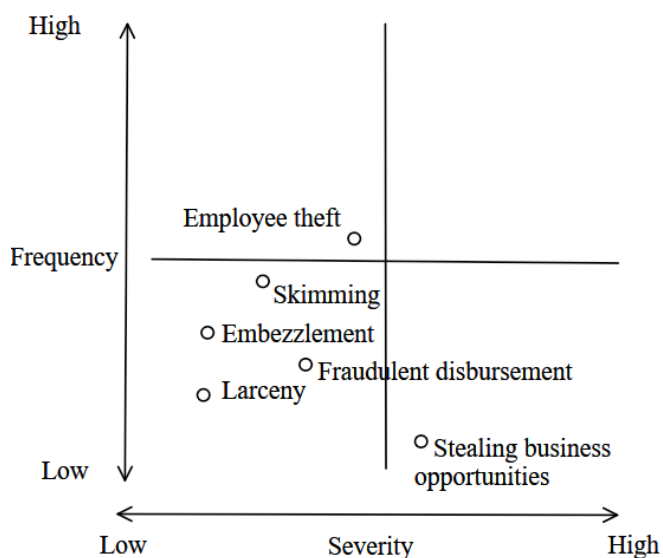 High
Employee theft
Frequency
Skimming
Embezzlement
Fraudulent disbursement
Larceny
Stealing business
opportunities
Low
Low
Severity
High